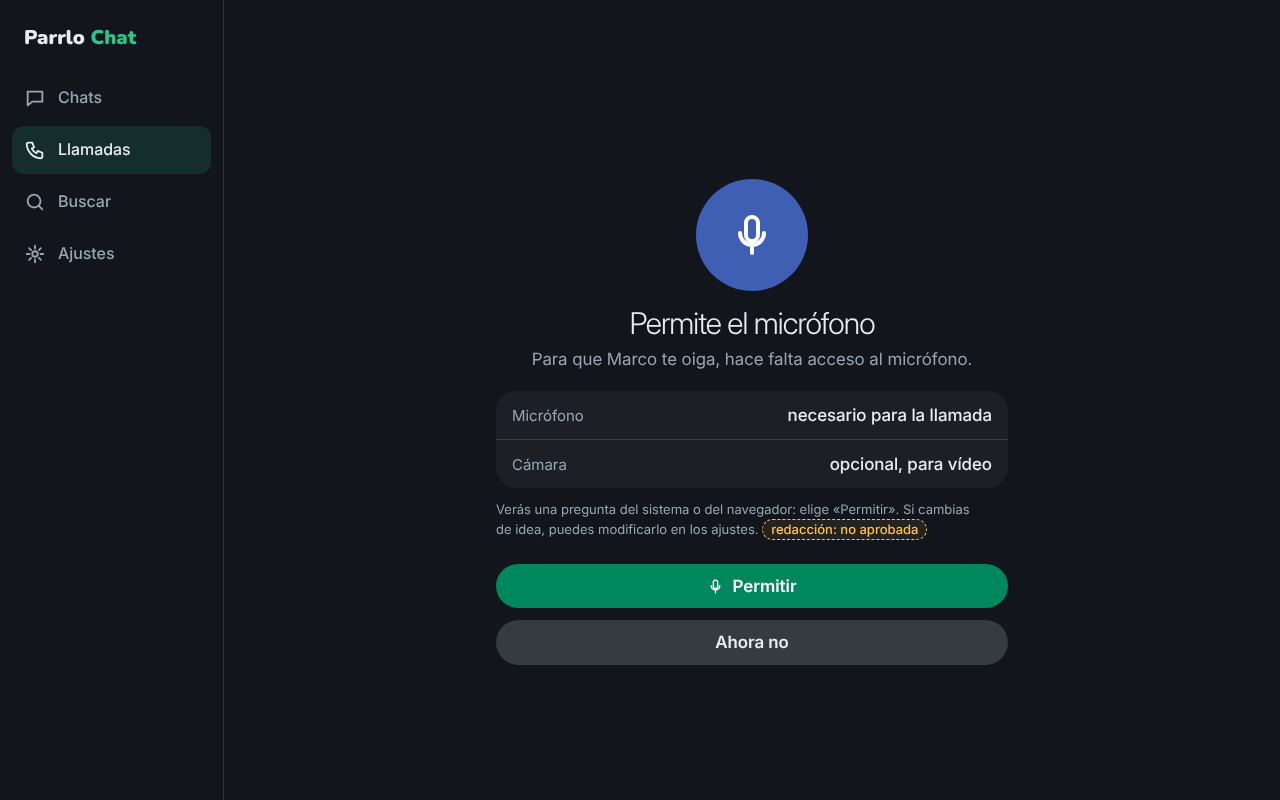 Parrlo Chat
Chats
Llamadas
Buscar
Ajustes
Permite el micrófono
Para que Marco te oiga, hace falta acceso al micrófono.
Micrófono necesario para la llamada
Cámara opcional, para vídeo
Verás una pregunta del sistema o del navegador: elige «Permitir». Si cambias
de idea, puedes modificarlo en los ajustes. redacción: no aprobada
Permitir
Ahora no